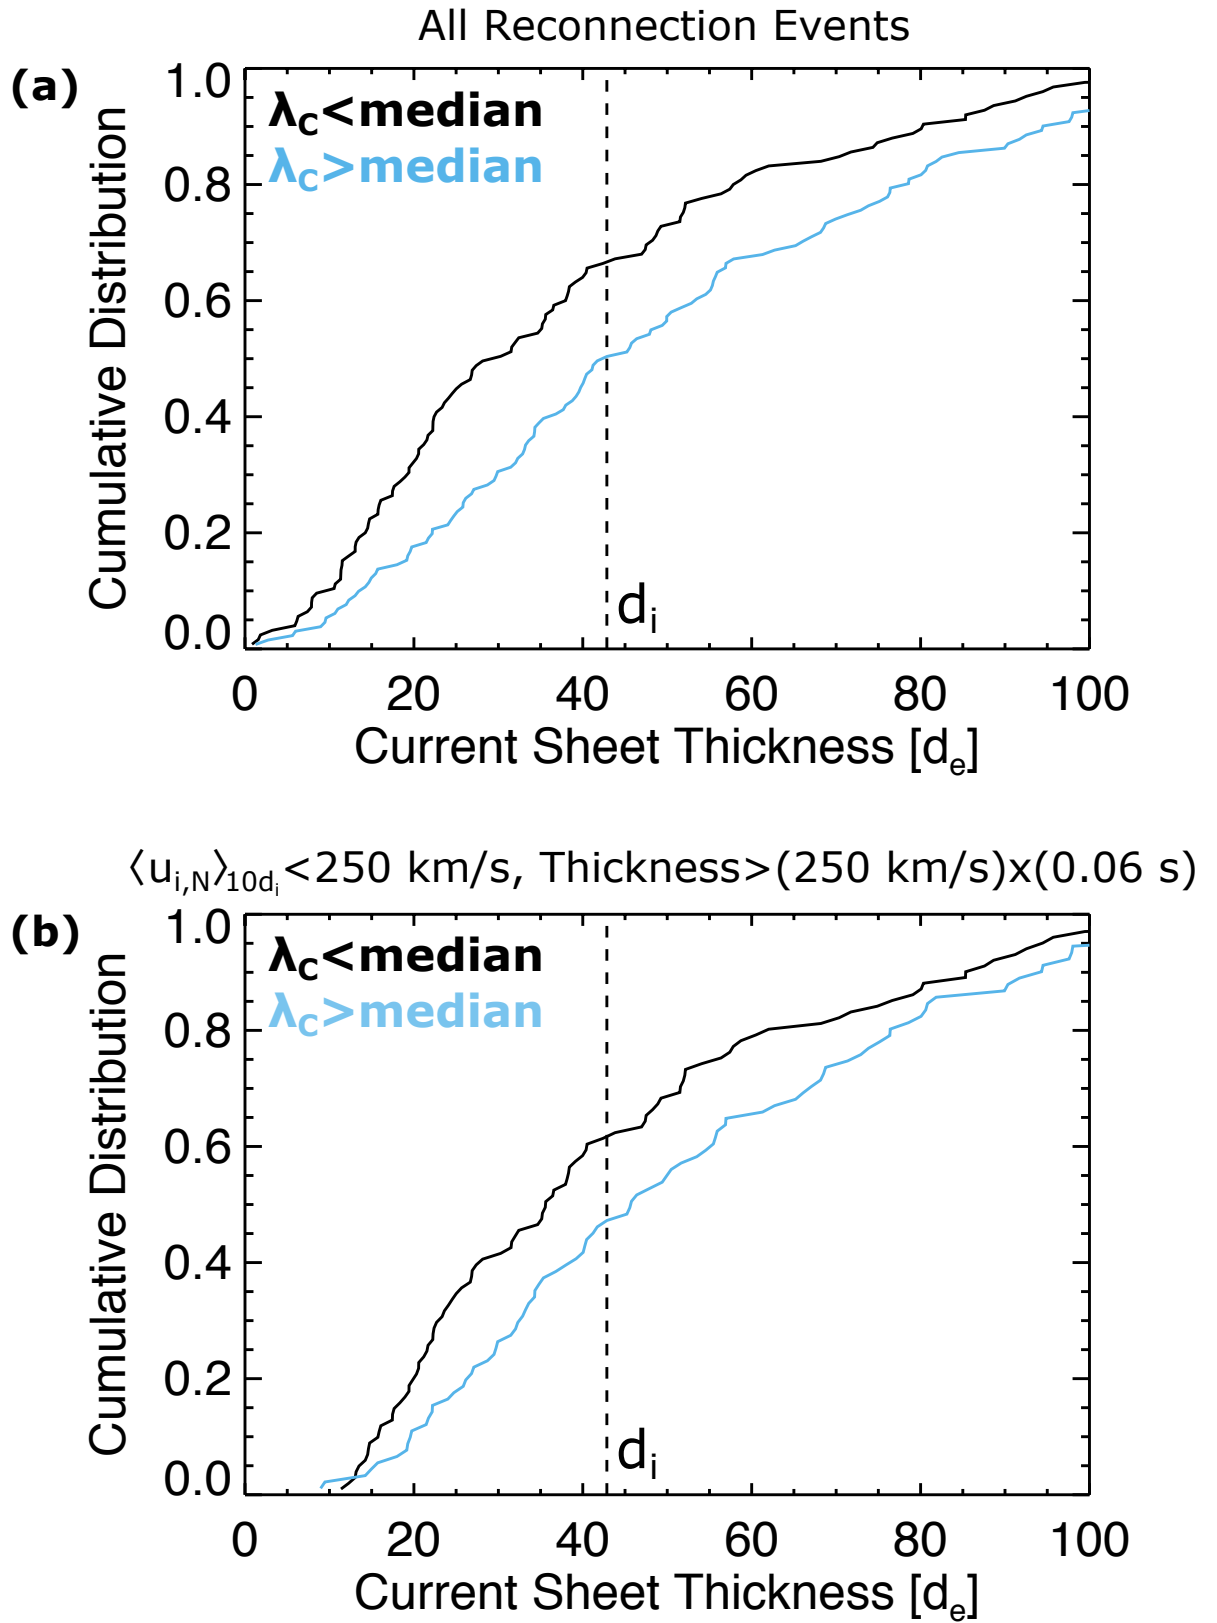 All Reconnection Events
(a)
λC<median
λC>median
1.0
0.8
0.6
0.4
0.2
0.0
Cumulative Distribution
di
0 20 40 60 80 100
Current Sheet Thickness [de]
⟨ui,N⟩10di<250 km/s, Thickness>(250 km/s)x(0.06 s)
(b)
λC<median
λC>median
1.0
0.8
0.6
0.4
0.2
0.0
Cumulative Distribution
di
0 20 40 60 80 100
Current Sheet Thickness [de]